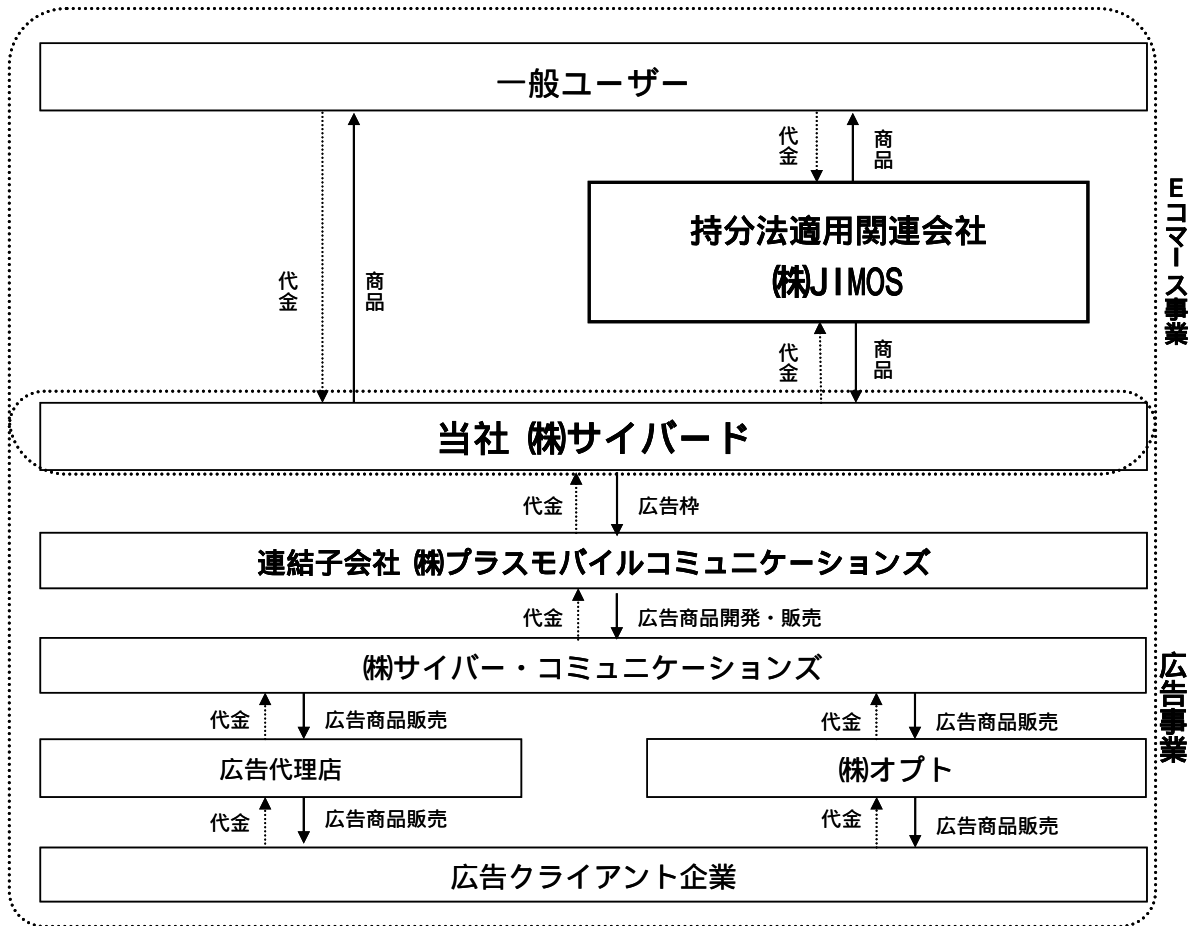 一般ユーザー
代金
商品
持分法適用関連会社
㈱JIMOS
代金
商品
代金
商品
Eコマース事業
当社 ㈱サイバード
代金
広告枠
連結子会社 ㈱プラスモバイルコミュニケーションズ
代金
広告商品開発・販売
㈱サイバー・コミュニケーションズ
代金
広告商品販売
代金
広告商品販売
広告代理店
㈱オプト
広告事業
代金
広告商品販売
代金
広告商品販売
広告クライアント企業